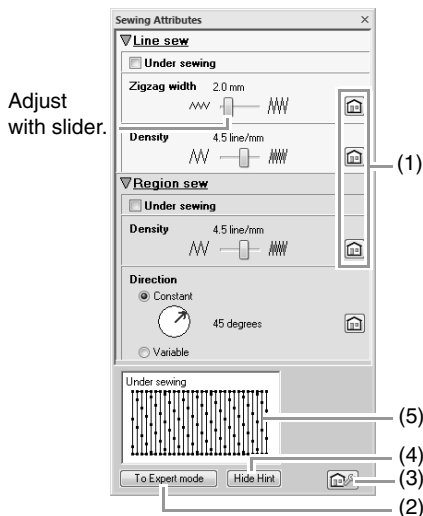 Sewing Attributes ×
Line sew
Under sewing
Zigzag width 2.0 mm
Adjust
with slider.
Density 4.5 line/mm
(1)
Region sew
Under sewing
Density 4.5 line/mm
Direction
Constant
45 degrees
Variable
Under sewing
(5)
(4)
To Expert mode Hide Hint
(3)
(2)